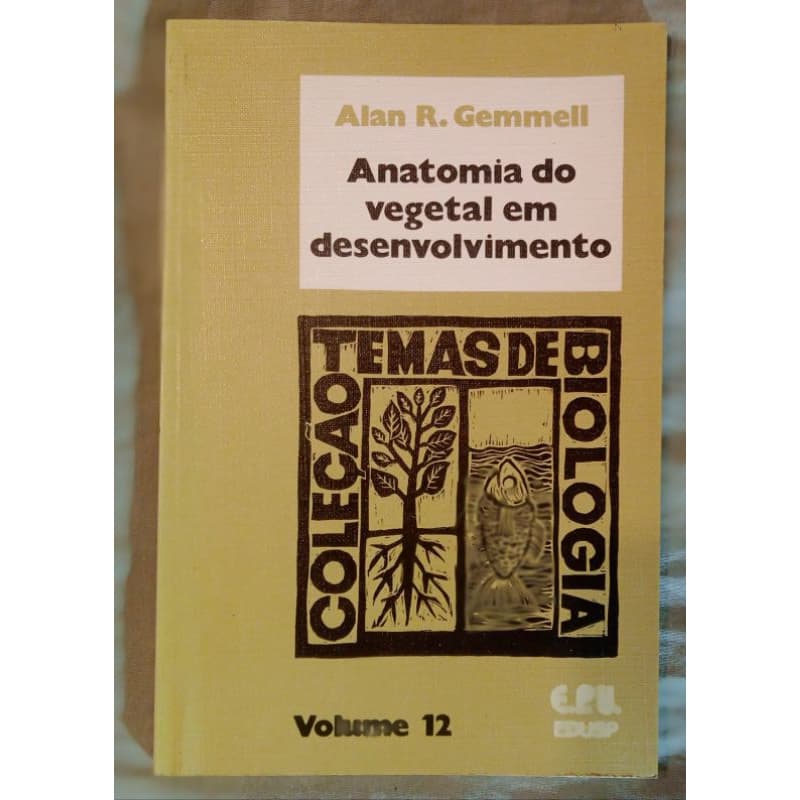 Alan R. Gemmell
Anatomia do
vegetal em
desenvolvimento
COLEÇÃO
TEMAS DE
BIOLOGIA
Volume 12
E.P.U.
EDUSP